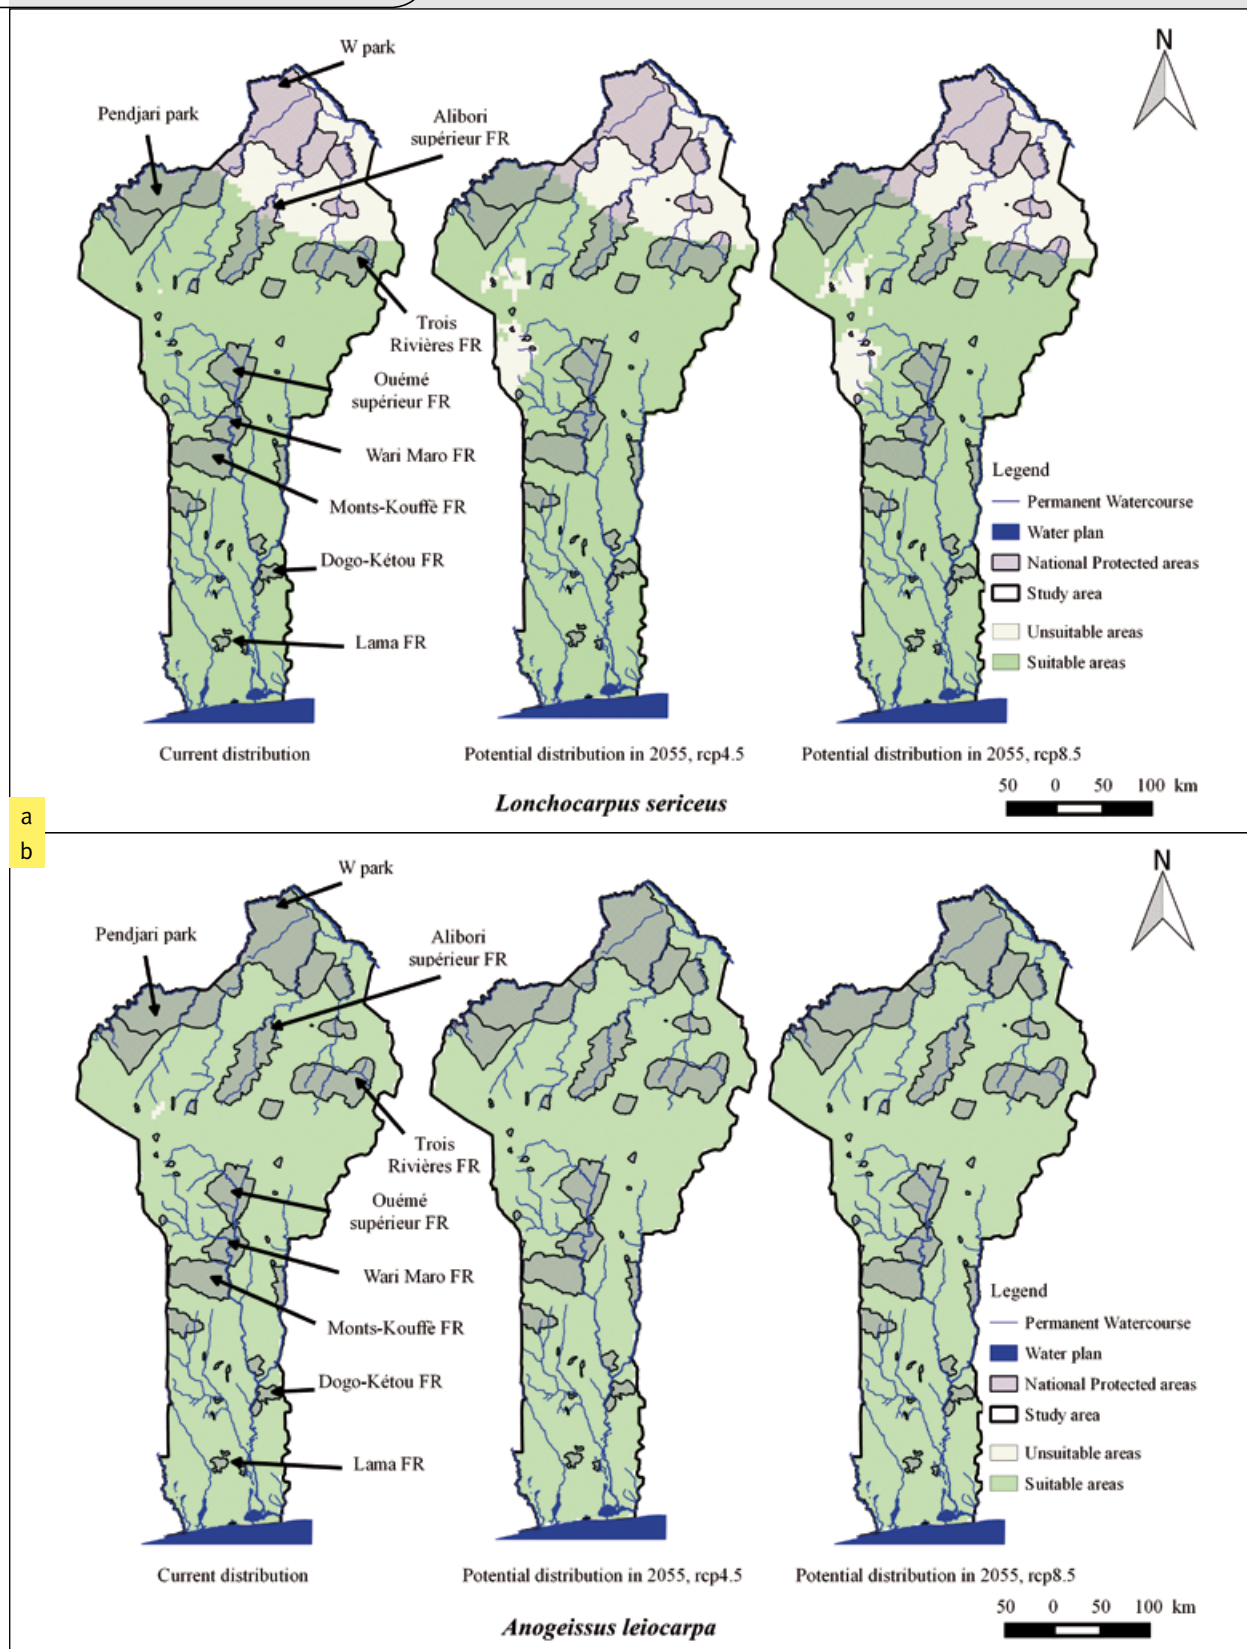 W park
N
Pendjari park
Alibori
supérieur FR
Trois
Rivières FR
Ouémé
supérieur FR
Wari Maro FR
Monts-Kouffè FR
Dogo-Kétou FR
Lama FR
Legend
Permanent Watercourse
Water plan
National Protected areas
Study area
Unsuitable areas
Suitable areas
Current distribution
Potential distribution in 2055, rcp4.5
Potential distribution in 2055, rcp8.5
50 0 50 100 km
Lonchocarpus sericeus
a
b
W park
N
Pendjari park
Alibori
supérieur FR
Trois
Rivières FR
Ouémé
supérieur FR
Wari Maro FR
Monts-Kouffè FR
Dogo-Kétou FR
Lama FR
Legend
Permanent Watercourse
Water plan
National Protected areas
Study area
Unsuitable areas
Suitable areas
Current distribution
Potential distribution in 2055, rcp4.5
Potential distribution in 2055, rcp8.5
50 0 50 100 km
Anogeissus leiocarpa